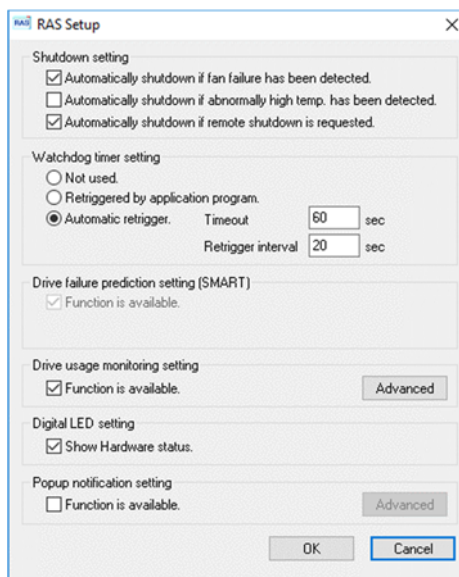 RAS RAS Setup
Shutdown setting
Automatically shutdown if fan failure has been detected.
Automatically shutdown if abnormally high temp. has been detected.
Automatically shutdown if remote shutdown is requested.
Watchdog timer setting
Not used.
Retriggered by application program.
Automatic retrigger. Timeout 60 sec
Retrigger interval 20 sec
Drive failure prediction setting (SMART)
Function is available.
Drive usage monitoring setting
Function is available. Advanced
Digital LED setting
Show Hardware status.
Popup notification setting
Function is available. Advanced
OK Cancel